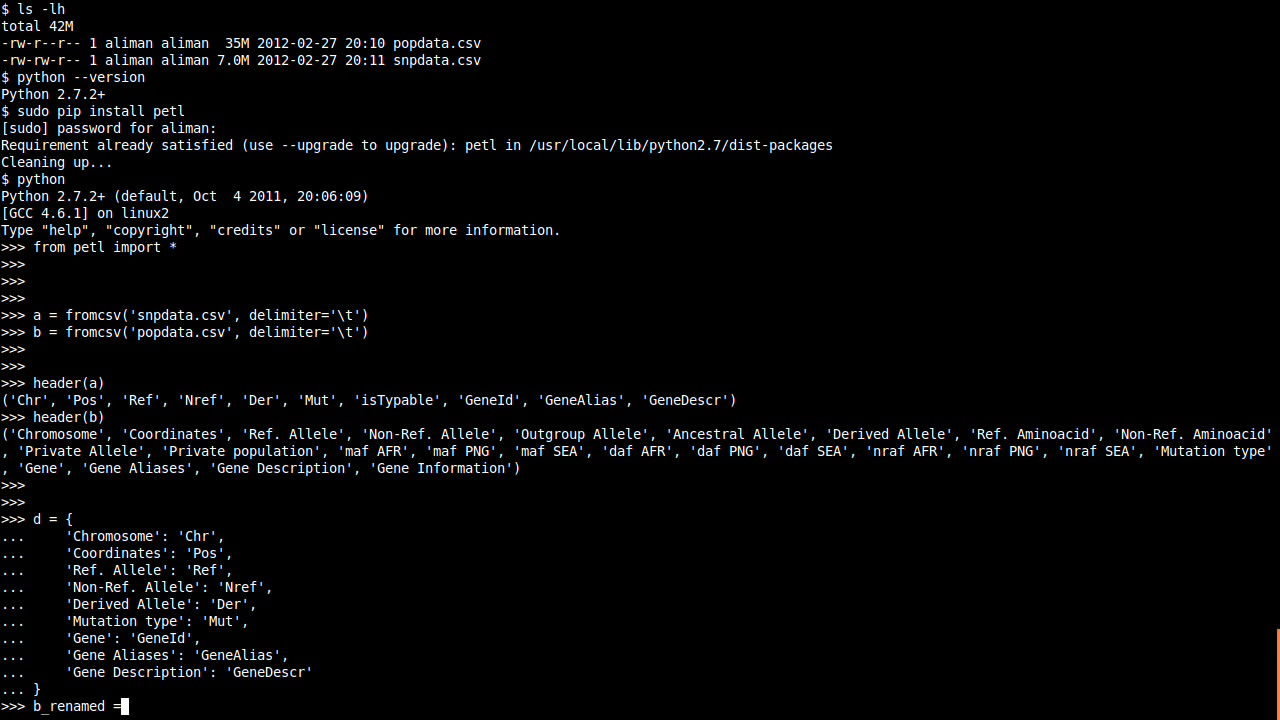 $ ls -lh
total 42M
-rw-r--r-- 1 aliman aliman  35M 2012-02-27 20:10 popdata.csv
-rw-rw-r-- 1 aliman aliman 7.0M 2012-02-27 20:11 snpdata.csv
$ python --version
Python 2.7.2+
$ sudo pip install petl
[sudo] password for aliman:
Requirement already satisfied (use --upgrade to upgrade): petl in /usr/local/lib/python2.7/dist-packages
Cleaning up...
$ python
Python 2.7.2+ (default, Oct  4 2011, 20:06:09)
[GCC 4.6.1] on linux2
Type "help", "copyright", "credits" or "license" for more information.
>>> from petl import *
>>>
>>>
>>>
>>> a = fromcsv('snpdata.csv', delimiter='\t')
>>> b = fromcsv('popdata.csv', delimiter='\t')
>>>
>>>
>>> header(a)
('Chr', 'Pos', 'Ref', 'Nref', 'Der', 'Mut', 'isTypable', 'GeneId', 'GeneAlias', 'GeneDescr')
>>> header(b)
('Chromosome', 'Coordinates', 'Ref. Allele', 'Non-Ref. Allele', 'Outgroup Allele', 'Ancestral Allele', 'Derived Allele', 'Ref. Aminoacid', 'Non-Ref. Aminoacid'
, 'Private Allele', 'Private population', 'maf AFR', 'maf PNG', 'maf SEA', 'daf AFR', 'daf PNG', 'daf SEA', 'nraf AFR', 'nraf PNG', 'nraf SEA', 'Mutation type'
, 'Gene', 'Gene Aliases', 'Gene Description', 'Gene Information')
>>>
>>>
>>> d = {
...     'Chromosome': 'Chr',
...     'Coordinates': 'Pos',
...     'Ref. Allele': 'Ref',
...     'Non-Ref. Allele': 'Nref',
...     'Derived Allele': 'Der',
...     'Mutation type': 'Mut',
...     'Gene': 'GeneId',
...     'Gene Aliases': 'GeneAlias',
...     'Gene Description': 'GeneDescr'
... }
>>> b_renamed =